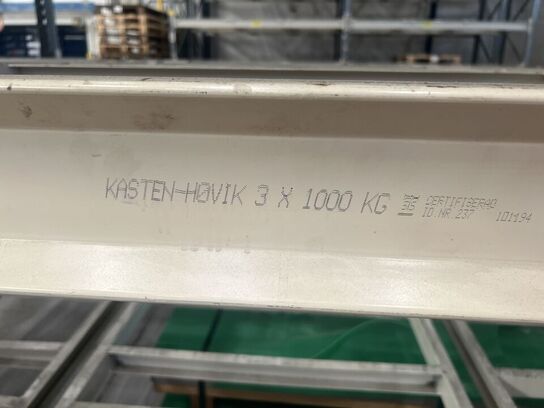 KASTEN-HØVIK 3 X 1000 KG
CERTIFISERAD
ID.NR.237 101194